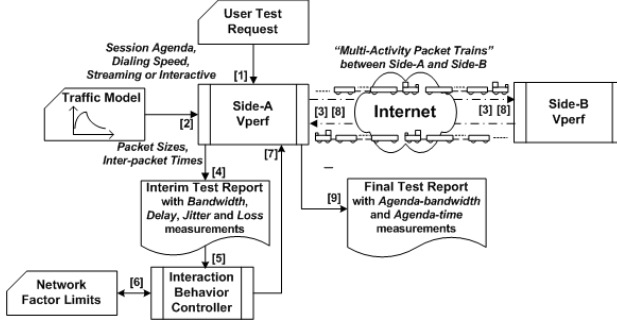 User Test
Request
Session Agenda,
Dialing Speed,
Streaming or Interactive
[1]
"Multi-Activity Packet Trains"
between Side-A and Side-B
Traffic Model
[2]
Side-A
Vperf
[3] [8]
Internet
[3] [8]
Side-B
Vperf
Packet Sizes,
Inter-packet Times
[4]
[7]
Interim Test Report
with Bandwidth,
Delay, Jitter and Loss
measurements
[9]
Final Test Report
with Agenda-bandwidth
and Agenda-time
measurements
[5]
Network
Factor Limits
[6]
Interaction
Behavior
Controller